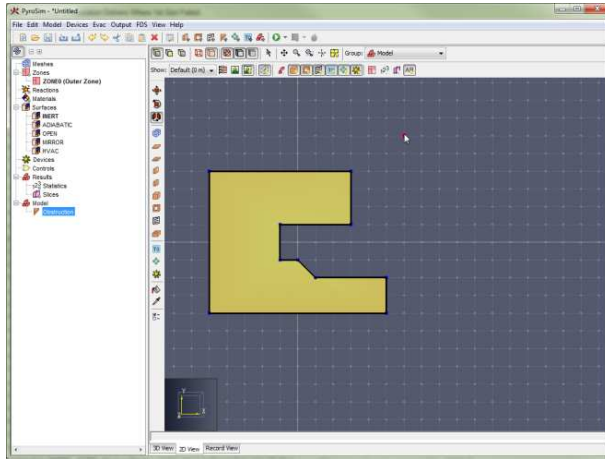 PyroSim - "Untitled
File Edit Model Devices Evac Output FDS View Help
Group: Model
Show: Default (0 m)
Meshes
Zones
ZONE0 (Outer Zone)
Reactions
Materials
Surfaces
INERT
ADIABATIC
OPEN
MIRROR
HVAC
Devices
Controls
Results
Statistics
Slices
Model
Obstruction
Y
X
3D View 2D View Record View